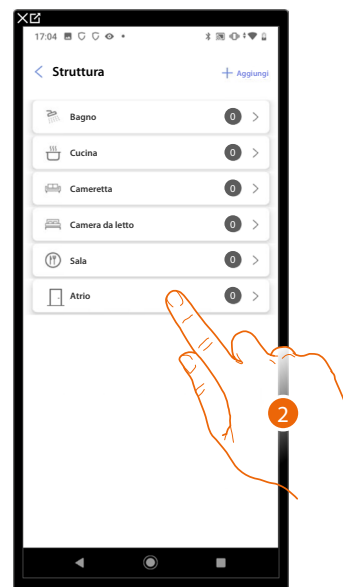 17:04
Struttura
+ Aggiungi
Bagno 0
Cucina 0
Cameretta 0
Camera da letto 0
Sala 0
Atrio 0
2